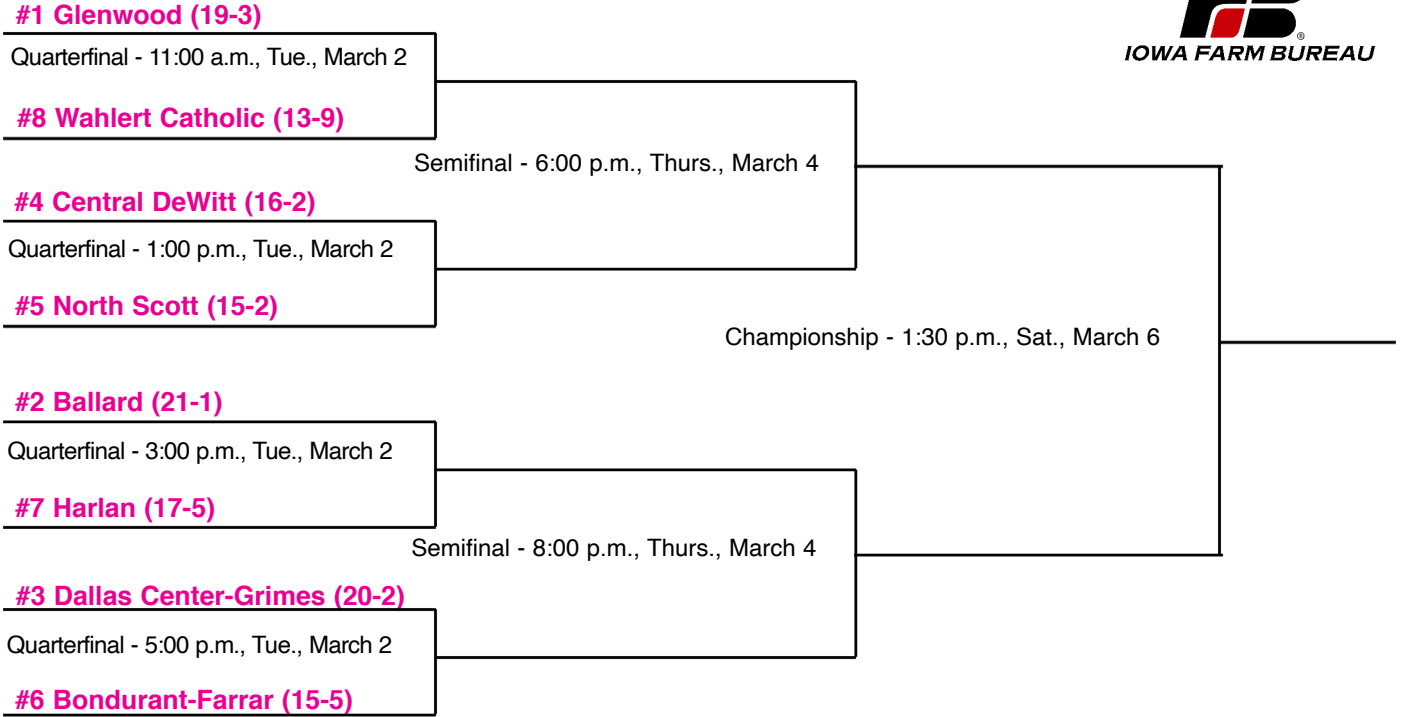 #1 Glenwood (19-3)
Quarterfinal - 11:00 a.m., Tue., March 2
#8 Wahlert Catholic (13-9)
Semifinal - 6:00 p.m., Thurs., March 4
#4 Central DeWitt (16-2)
Quarterfinal - 1:00 p.m., Tue., March 2
#5 North Scott (15-2)
Championship - 1:30 p.m., Sat., March 6
#2 Ballard (21-1)
Quarterfinal - 3:00 p.m., Tue., March 2
#7 Harlan (17-5)
Semifinal - 8:00 p.m., Thurs., March 4
#3 Dallas Center-Grimes (20-2)
Quarterfinal - 5:00 p.m., Tue., March 2
#6 Bondurant-Farrar (15-5)
FB®
IOWA FARM BUREAU